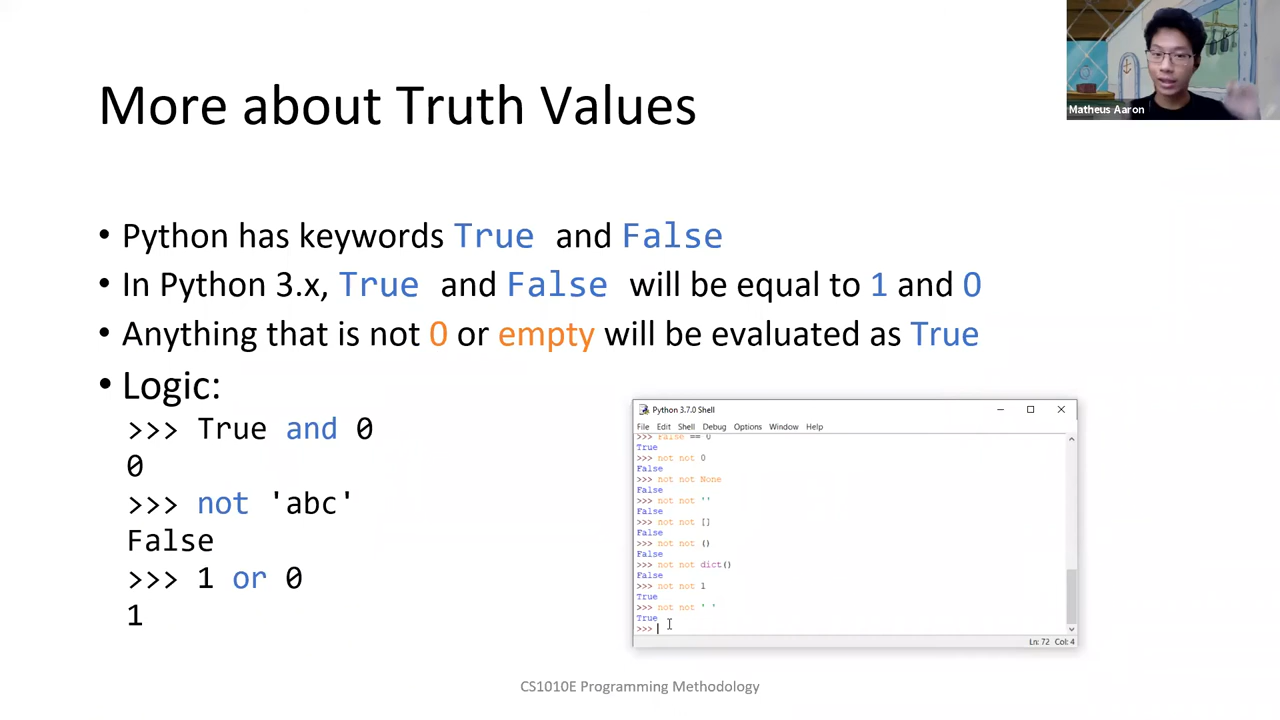 More about Truth Values
Matheus Aaron
• Python has keywords True and False
• In Python 3.x, True and False will be equal to 1 and 0
• Anything that is not 0 or empty will be evaluated as True
• Logic:
>>> True and 0
0
>>> not 'abc'
False
>>> 1 or 0
1
Python 3.7.0 Shell
File Edit Shell Debug Options Window Help
>>> False == 0
True
>>> not not 0
False
>>> not not None
False
>>> not not ''
False
>>> not not []
False
>>> not not ()
False
>>> not not dict()
False
>>> not not 1
True
>>> not not ' '
True
>>>
Ln: 72 Col: 4
CS1010E Programming Methodology